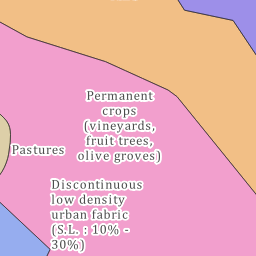 Permanent
crops
(vineyards,
fruit trees,
olive groves)
Pastures
Discontinuous
low density
urban fabric
(S.L. : 10% -
30%)